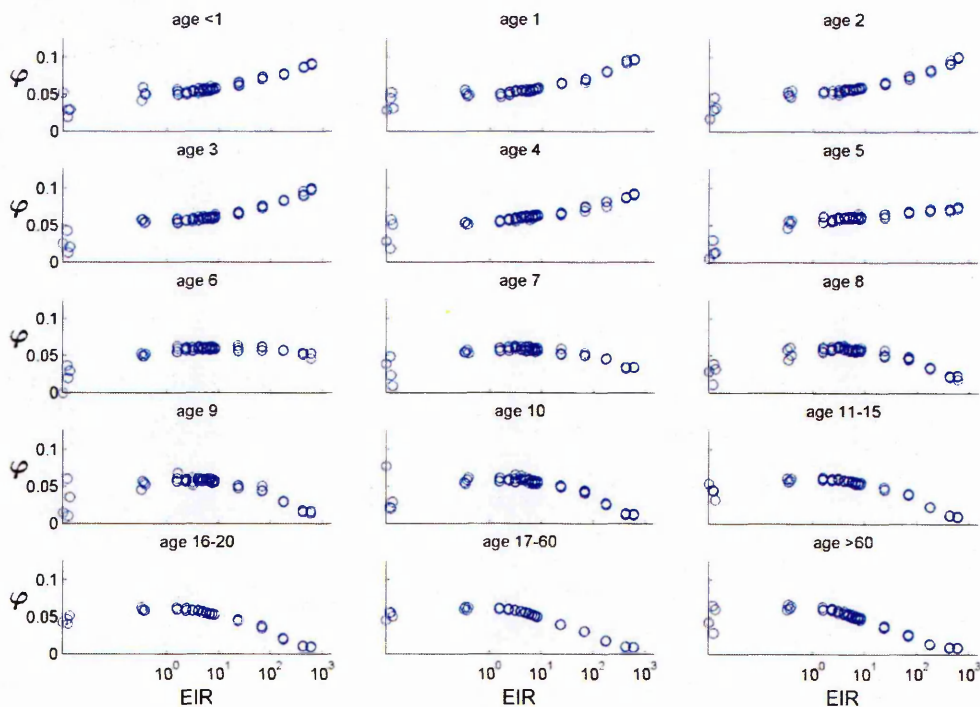 age <1 age 1 age 2
φ 0.1
0.05
0
age 3 age 4 age 5
φ 0.1
0.05
0
age 6 age 7 age 8
φ 0.1
0.05
0
age 9 age 10 age 11-15
φ 0.1
0.05
0
age 16-20 age 17-60 age >60
φ 0.1
0.05
0
10⁰ 10¹ 10² 10³ 10⁰ 10¹ 10² 10³ 10⁰ 10¹ 10² 10³
EIR EIR EIR